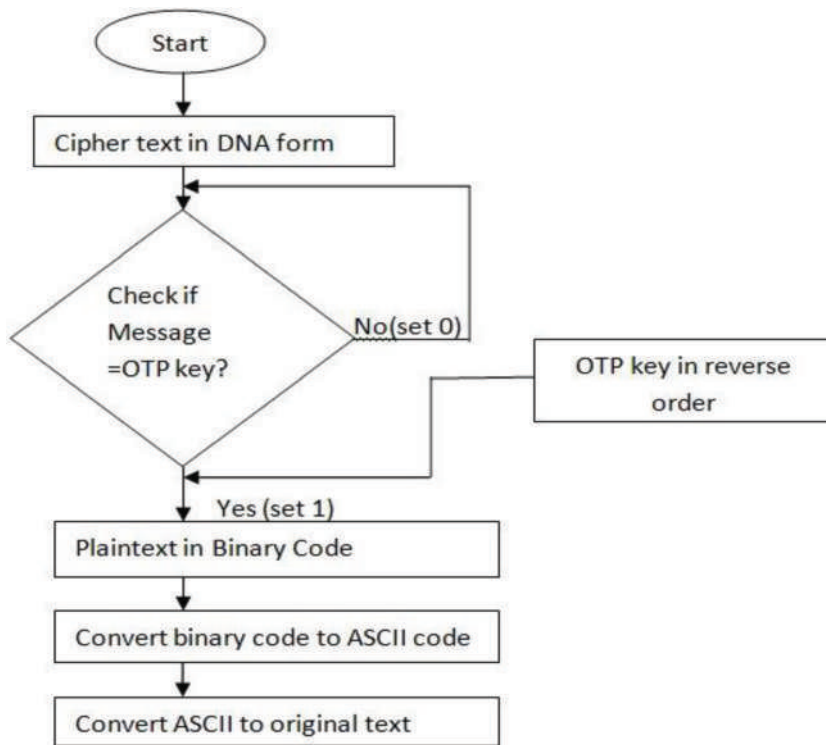 Start
Cipher text in DNA form
Check if
Message
=OTP key?
No(set 0)
OTP key in reverse
order
Yes (set 1)
Plaintext in Binary Code
Convert binary code to ASCII code
Convert ASCII to original text